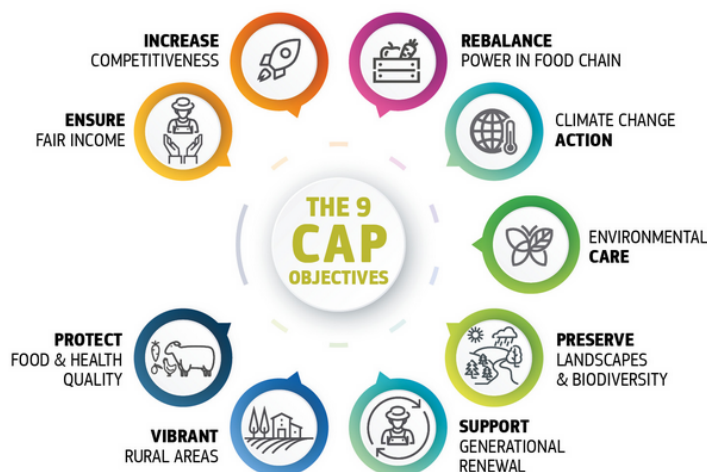 THE 9
CAP
OBJECTIVES
ENSURE
FAIR INCOME
INCREASE
COMPETITIVENESS
REBALANCE
POWER IN FOOD CHAIN
CLIMATE CHANGE
ACTION
ENVIRONMENTAL
CARE
PRESERVE
LANDSCAPES
& BIODIVERSITY
SUPPORT
GENERATIONAL
RENEWAL
VIBRANT
RURAL AREAS
PROTECT
FOOD & HEALTH
QUALITY